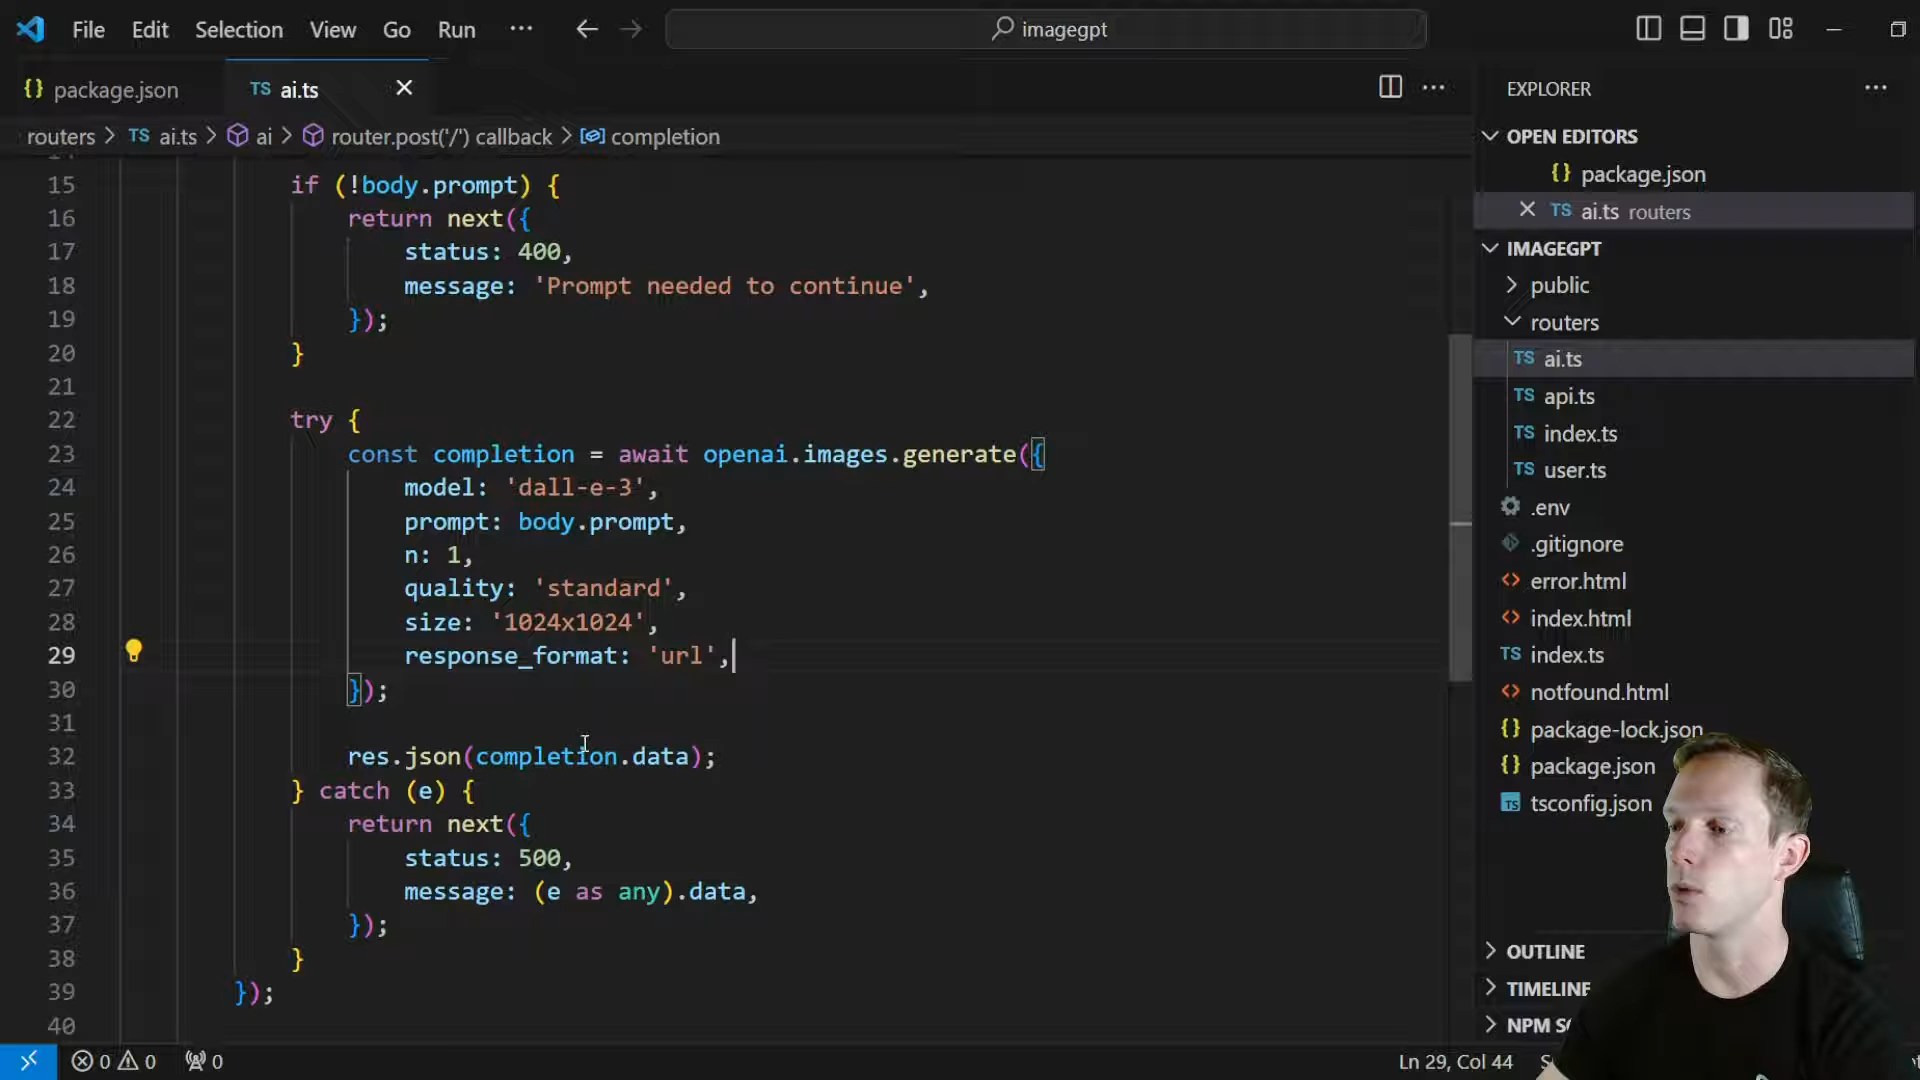 File Edit Selection View Go Run ··· imagegpt
{} package.json TS ai.ts
EXPLORER
routers > TS ai.ts > ai > router.post('/') callback > completion
15 if (!body.prompt) {
16 return next({
17 status: 400,
18 message: 'Prompt needed to continue',
19 });
20 }
21
22 try {
23 const completion = await openai.images.generate({
24 model: 'dall-e-3',
25 prompt: body.prompt,
26 n: 1,
27 quality: 'standard',
28 size: '1024x1024',
29 response_format: 'url',
30 });
31
32 res.json(completion.data);
33 } catch (e) {
34 return next({
35 status: 500,
36 message: (e as any).data,
37 });
38 }
39 });
40
OPEN EDITORS
{} package.json
TS ai.ts routers
IMAGEGPT
public
routers
TS ai.ts
TS api.ts
TS index.ts
TS user.ts
.env
.gitignore
<> error.html
<> index.html
TS index.ts
<> notfound.html
{} package-lock.json
{} package.json
TS tsconfig.json
OUTLINE
TIMELINE
NPM
0 0 0
Ln 29, Col 44